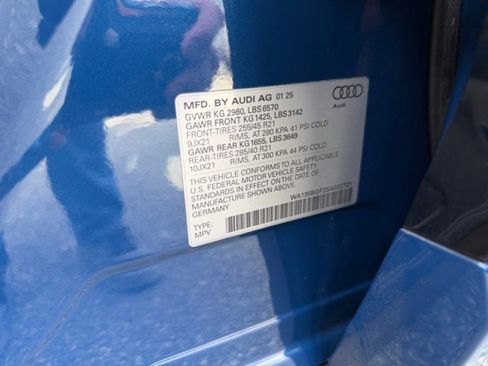 MFD. BY AUDI AG 01 25
GVWR KG 2980, LBS 6570
GAWR FRONT KG 1425, LBS 3142
FRONT-TIRES 255/45 R21
9JX21 RIMS, AT 280 KPA 41 PSI COLD
GAWR REAR KG 1655, LBS 3649
REAR-TIRES 285/40 R21
10JX21 RIMS, AT 300 KPA 44 PSI COLD
THIS VEHICLE CONFORMS TO ALL APPLICABLE
U.S. FEDERAL MOTOR VEHICLE SAFETY
STANDARDS IN EFFECT ON THE DATE OF
MANUFACTURE SHOWN ABOVE
GERMANY
TYPE:
MPV
Audi